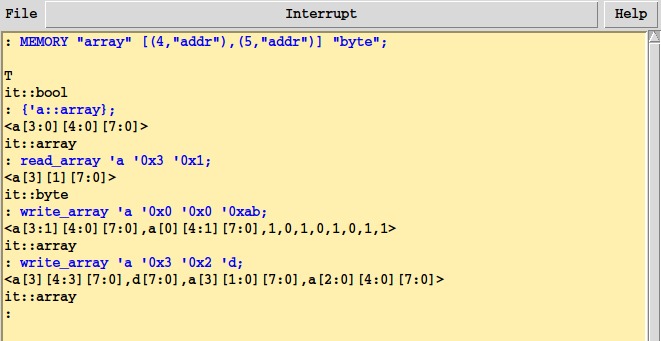 File Interrupt Help
: MEMORY "array" [(4,"addr"),(5,"addr")] "byte";
T
it::bool
: {'a::array};
<a[3:0][4:0][7:0]>
it::array
: read_array 'a '0x3 '0x1;
<a[3][1][7:0]>
it::byte
: write_array 'a '0x0 '0x0 '0xab;
<a[3:1][4:0][7:0],a[0][4:1][7:0],1,0,1,0,1,0,1,1>
it::array
: write_array 'a '0x3 '0x2 'd;
<a[3][4:3][7:0],d[7:0],a[3][1:0][7:0],a[2:0][4:0][7:0]>
it::array
: